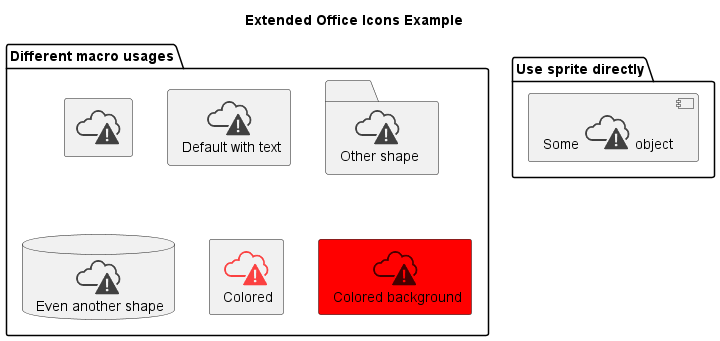 Extended Office Icons Example
Different macro usages
Default with text
Other shape
Even another shape
Colored
Colored background
Use sprite directly
Some object